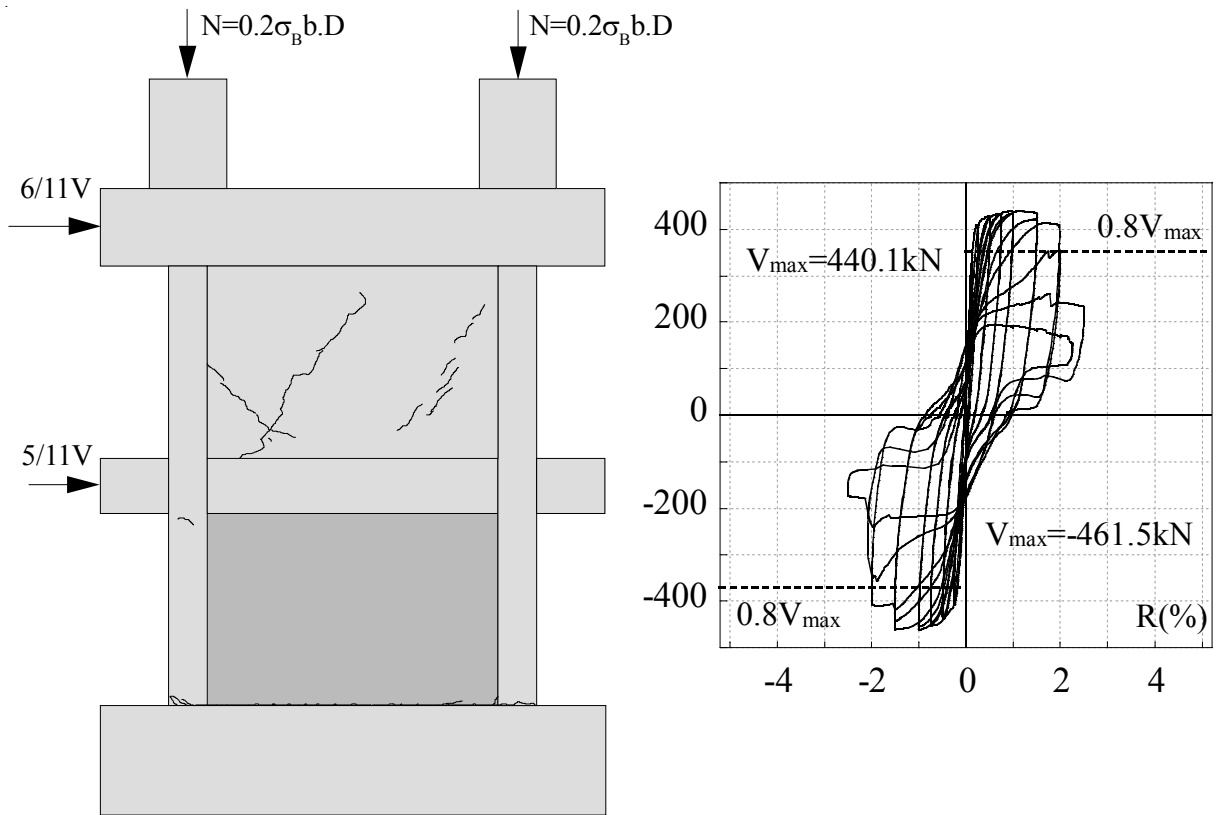 N=0.2σBb.D
N=0.2σBb.D
6/11V
5/11V
400
200
0
-200
-400
0.8Vmax
Vmax=440.1kN
Vmax=-461.5kN
0.8Vmax
R(%)
-4 -2 0 2 4